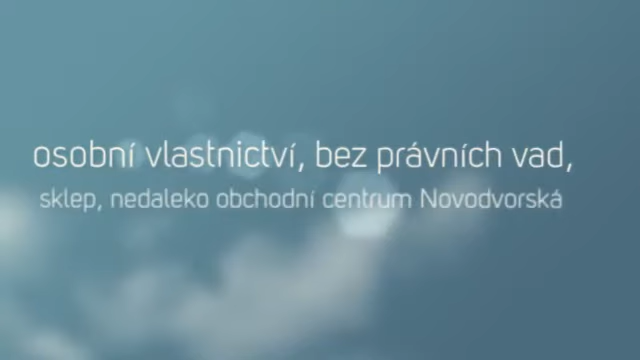 osobní vlastnictví, bez právních vad,
sklep, nedaleko obchodní centrum Novodvorská